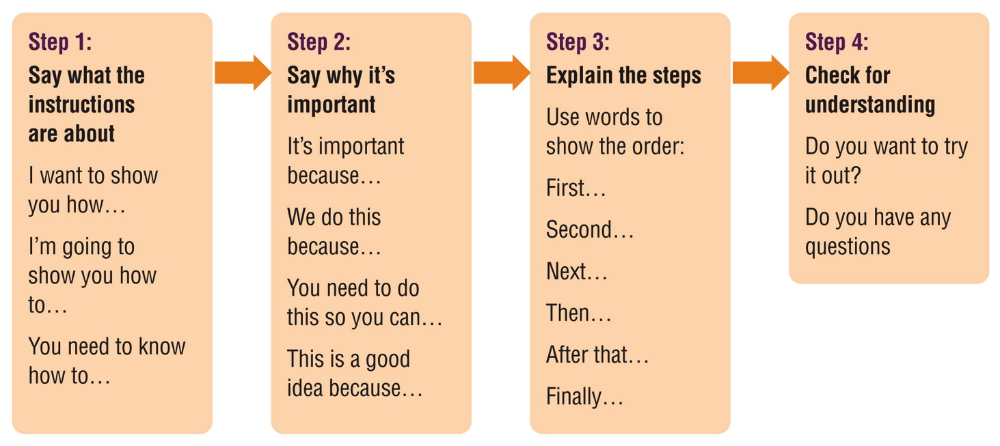 Step 1:
Say what the
instructions
are about
I want to show
you how…
I’m going to
show you how
to…
You need to know
how to…
Step 2:
Say why it’s
important
It’s important
because…
We do this
because…
You need to do
this so you can…
This is a good
idea because…
Step 3:
Explain the steps
Use words to
show the order:
First…
Second…
Next…
Then…
After that…
Finally…
Step 4:
Check for
understanding
Do you want to try
it out?
Do you have any
questions